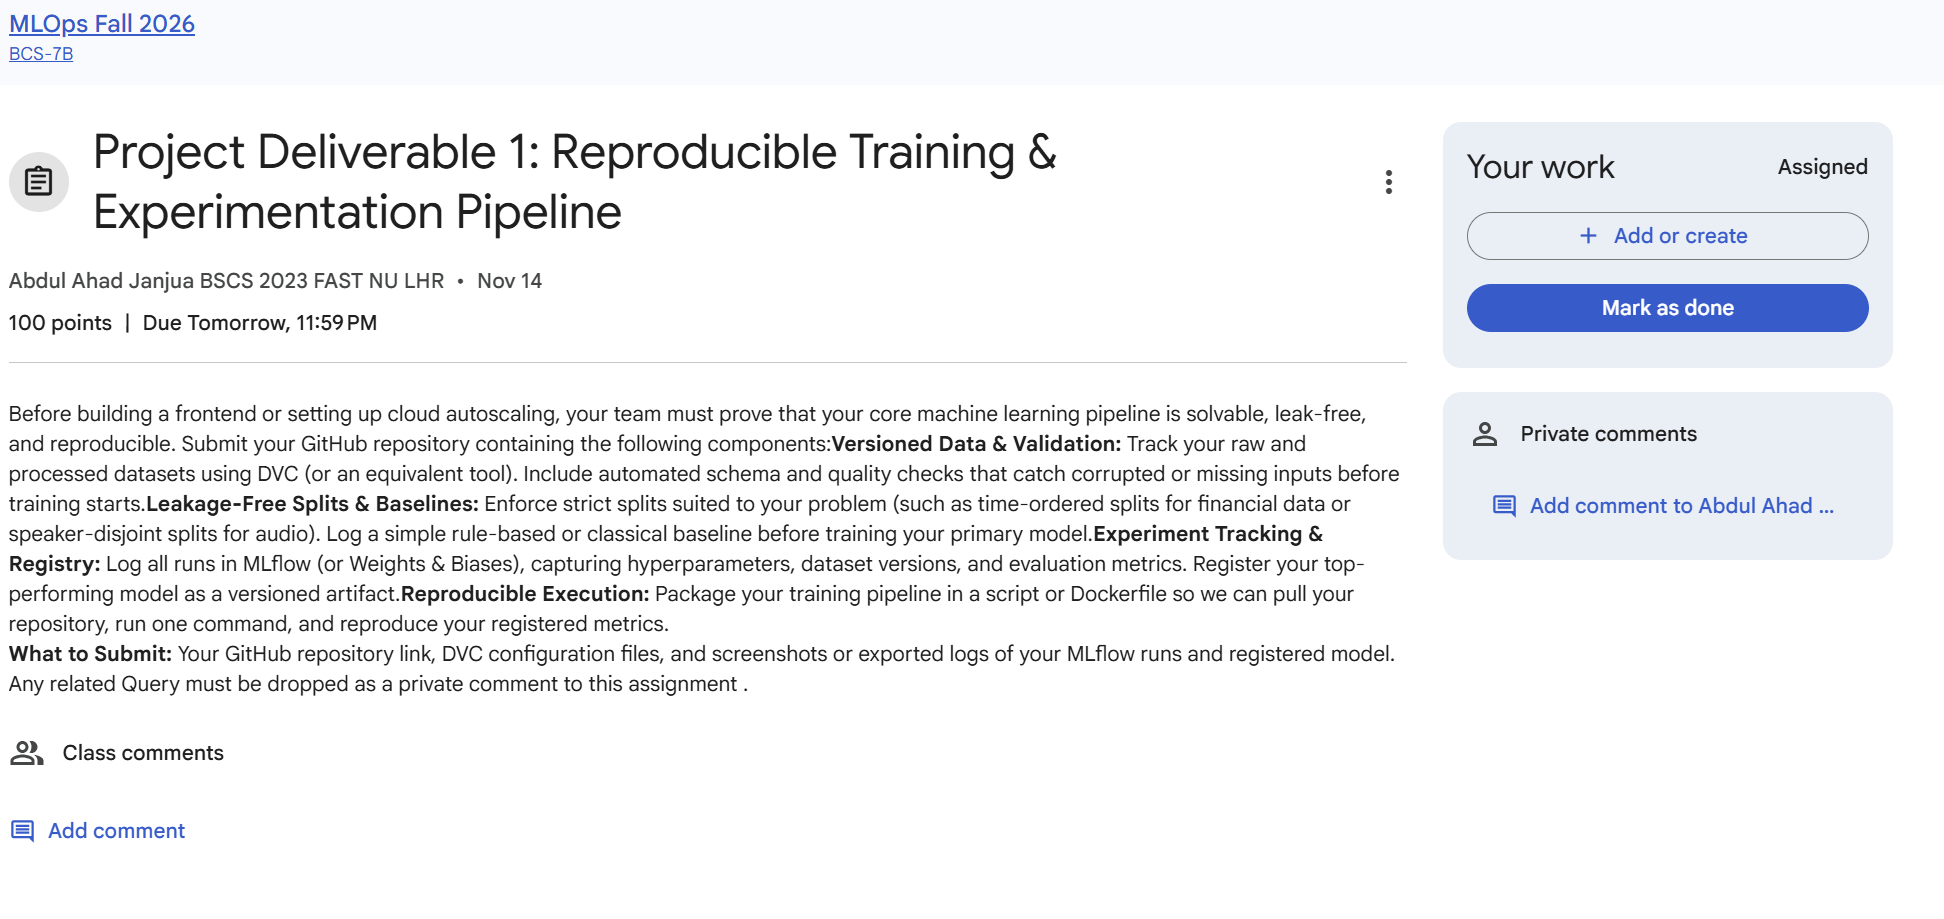 MLOps Fall 2026
BCS-7B
Project Deliverable 1: Reproducible Training &
Experimentation Pipeline
Abdul Ahad Janjua BSCS 2023 FAST NU LHR • Nov 14
100 points | Due Tomorrow, 11:59 PM
Before building a frontend or setting up cloud autoscaling, your team must prove that your core machine learning pipeline is solvable, leak-free,
and reproducible. Submit your GitHub repository containing the following components:Versioned Data & Validation: Track your raw and
processed datasets using DVC (or an equivalent tool). Include automated schema and quality checks that catch corrupted or missing inputs before
training starts.Leakage-Free Splits & Baselines: Enforce strict splits suited to your problem (such as time-ordered splits for financial data or
speaker-disjoint splits for audio). Log a simple rule-based or classical baseline before training your primary model.Experiment Tracking &
Registry: Log all runs in MLflow (or Weights & Biases), capturing hyperparameters, dataset versions, and evaluation metrics. Register your top-
performing model as a versioned artifact.Reproducible Execution: Package your training pipeline in a script or Dockerfile so we can pull your
repository, run one command, and reproduce your registered metrics.
What to Submit: Your GitHub repository link, DVC configuration files, and screenshots or exported logs of your MLflow runs and registered model.
Any related Query must be dropped as a private comment to this assignment .
Class comments
Add comment
Your work
Assigned
+ Add or create
Mark as done
Private comments
Add comment to Abdul Ahad ...